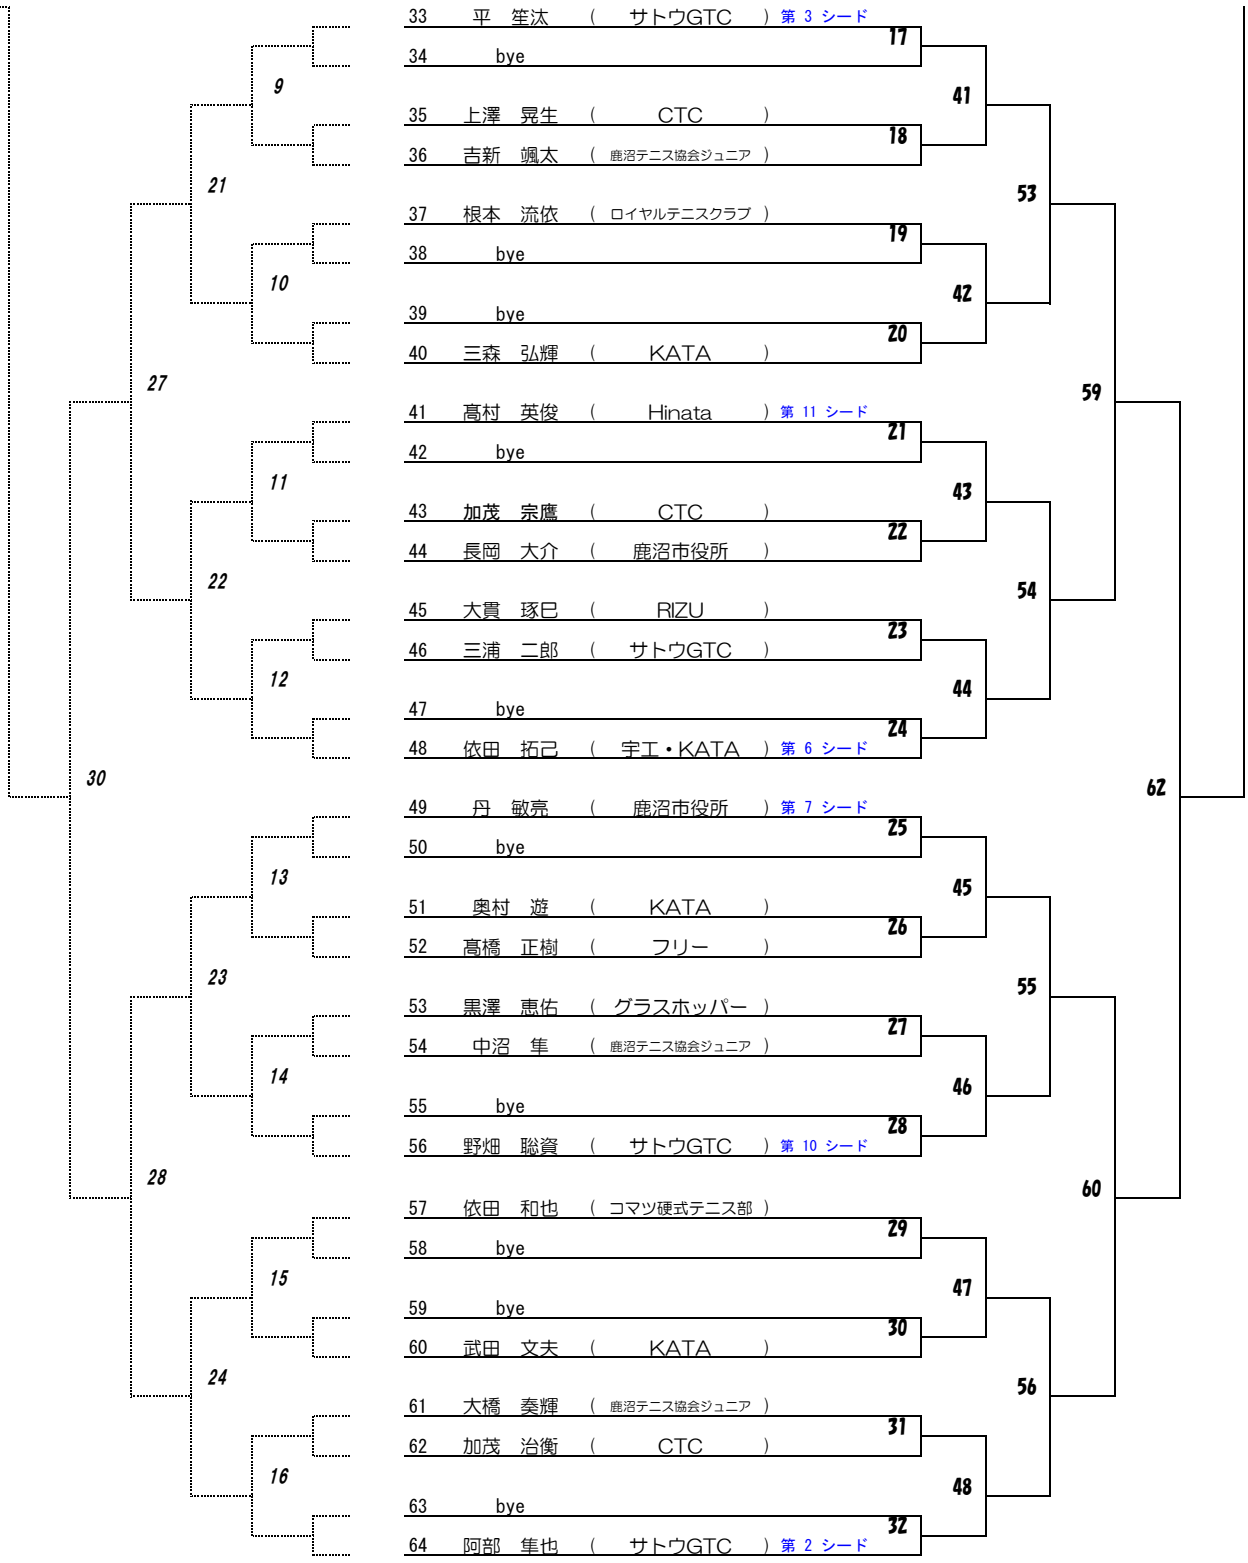 33 平 笙汰 ( サトウGTC ) 第 3 シード
17
34 bye
9
41
35 上澤 晃生 ( CTC )
18
36 吉新 颯太 ( 鹿沼テニス協会ジュニア )
21
53
37 根本 流依 ( ロイヤルテニスクラブ )
19
38 bye
10
42
39 bye
20
40 三森 弘輝 ( KATA )
27
59
41 髙村 英俊 ( Hinata ) 第 11 シード
21
42 bye
11
43
43 加茂 宗鷹 ( CTC )
22
44 長岡 大介 ( 鹿沼市役所 )
22
54
45 大貫 琢巳 ( RIZU )
23
46 三浦 二郎 ( サトウGTC )
12
44
47 bye
24
48 依田 拓己 ( 宇工・KATA ) 第 6 シード
30
62
49 丹 敏亮 ( 鹿沼市役所 ) 第 7 シード
25
50 bye
13
45
51 奥村 遊 ( KATA )
26
52 髙橋 正樹 ( フリー )
23
55
53 黒澤 恵佑 ( グラスホッパー )
27
54 中沼 隼 ( 鹿沼テニス協会ジュニア )
14
46
55 bye
28
56 野畑 聡資 ( サトウGTC ) 第 10 シード
28
60
57 依田 和也 ( コマツ硬式テニス部 )
29
58 bye
15
47
59 bye
30
60 武田 文夫 ( KATA )
24
56
61 大橋 奏輝 ( 鹿沼テニス協会ジュニア )
31
62 加茂 治衡 ( CTC )
16
48
63 bye
32
64 阿部 隼也 ( サトウGTC ) 第 2 シード